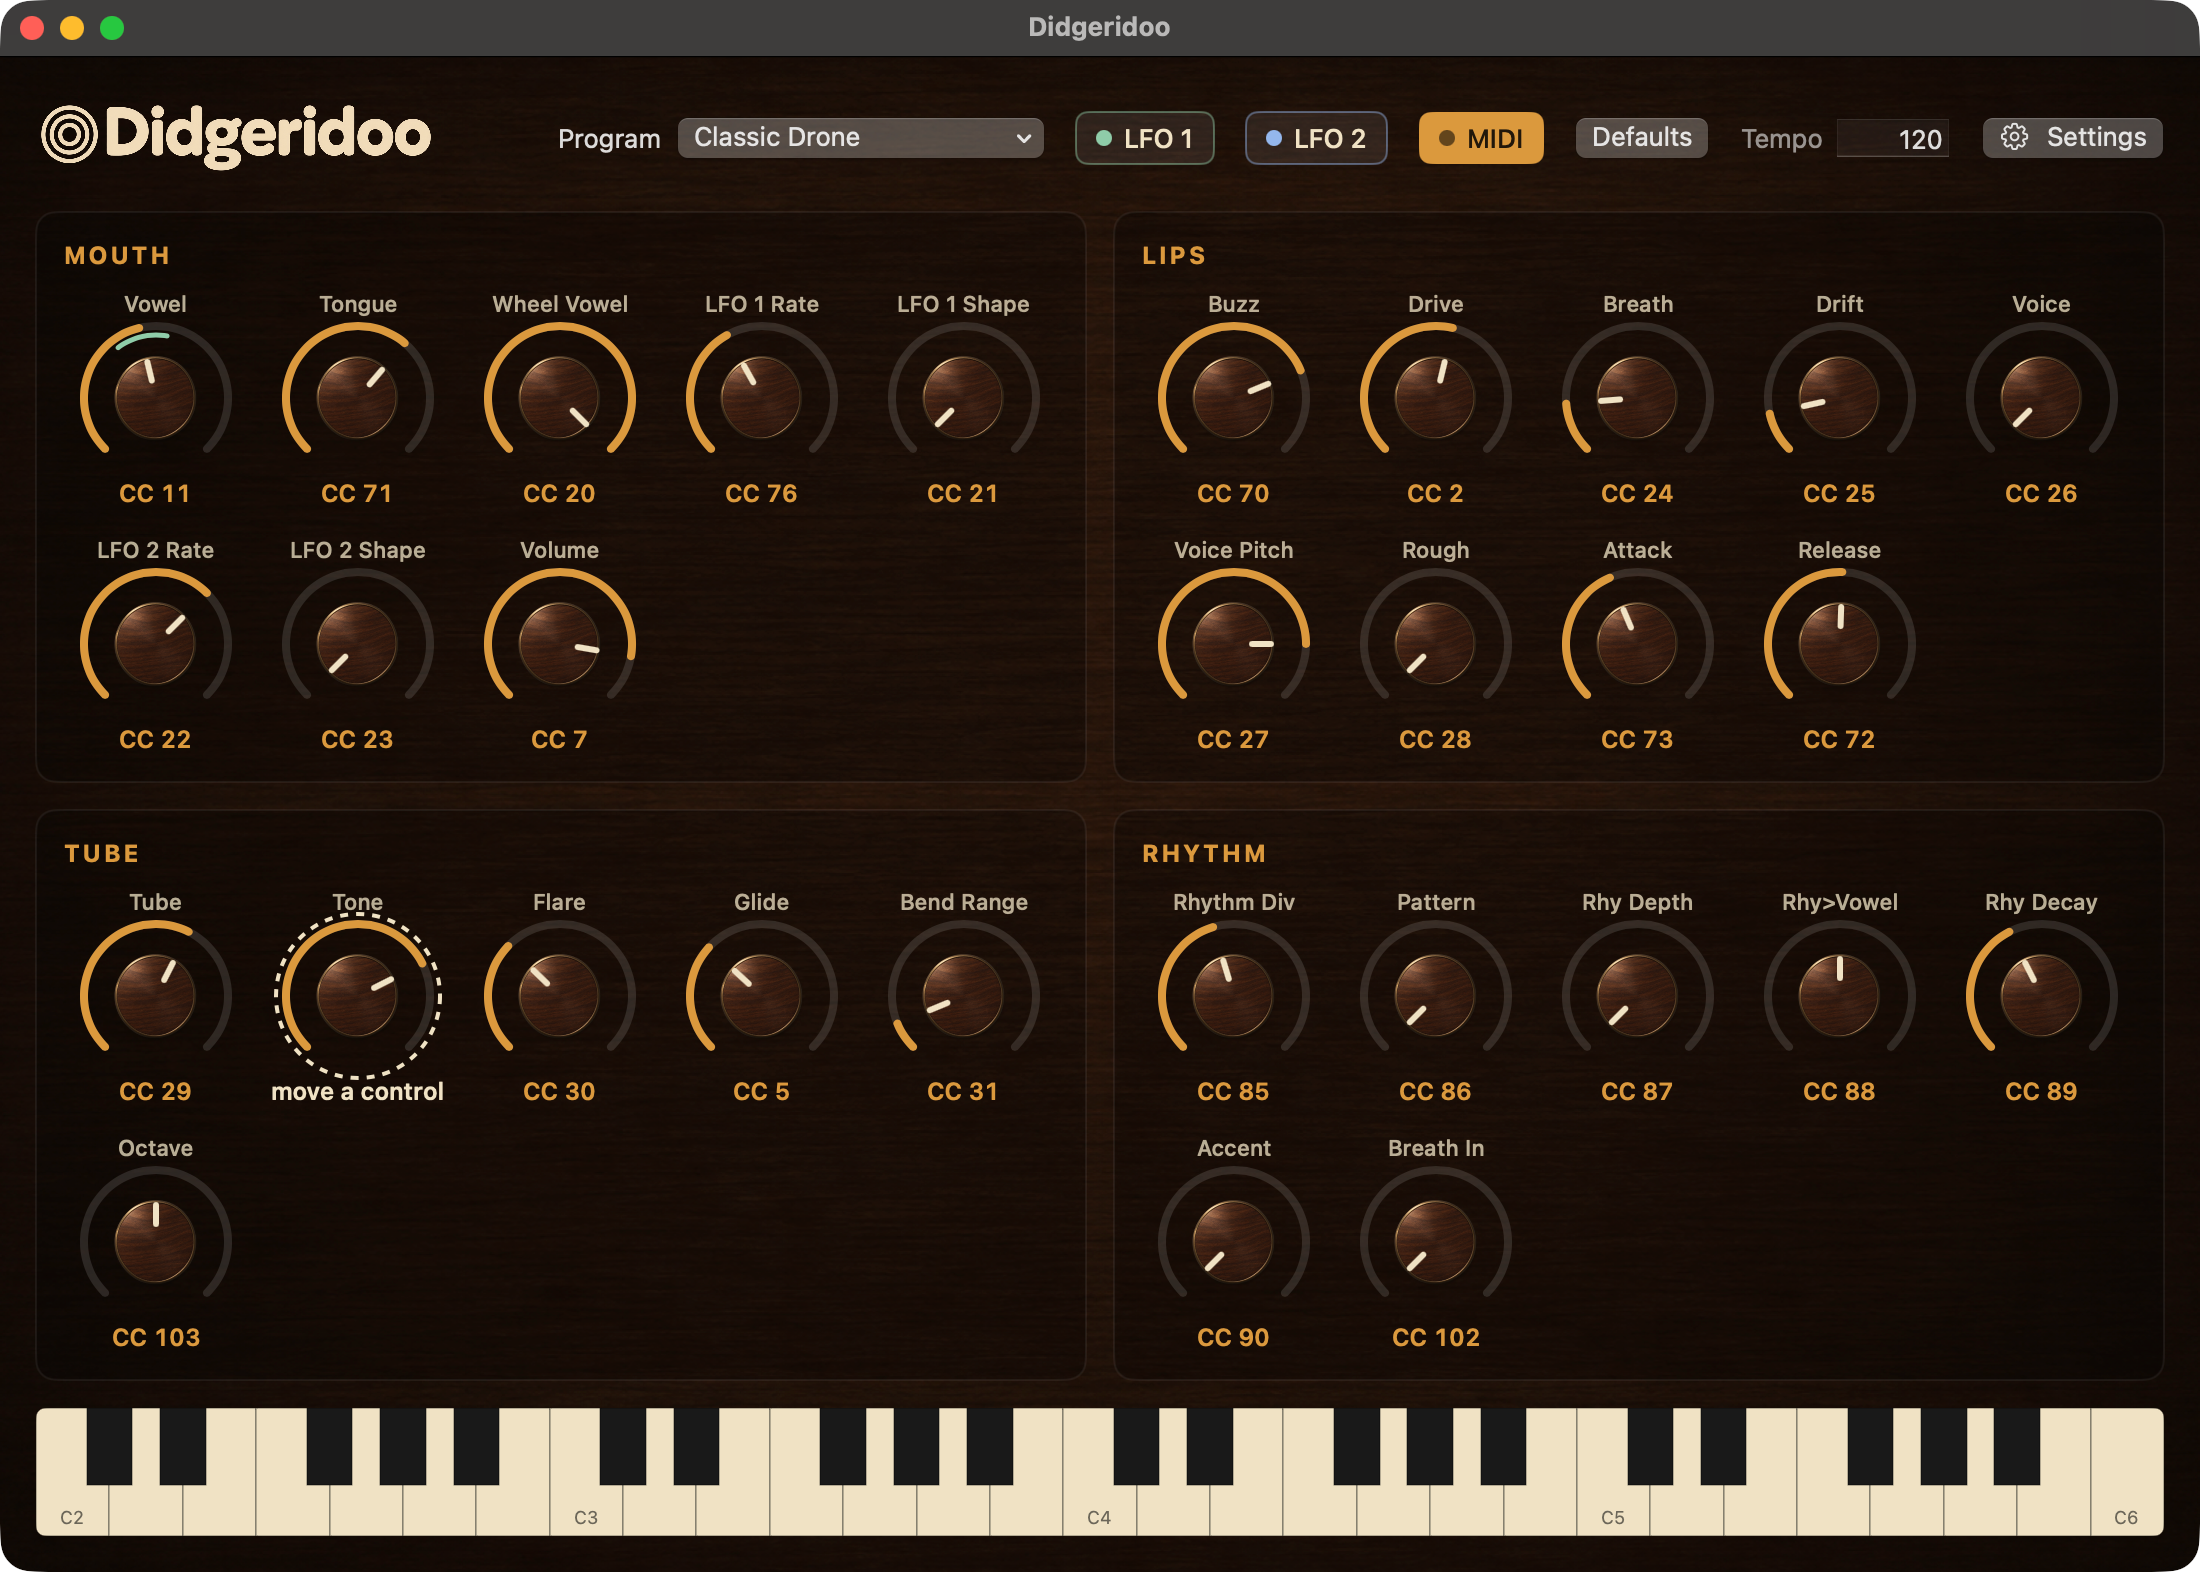 Didgeridoo
Didgeridoo
Program Classic Drone LFO 1 LFO 2 MIDI Defaults Tempo 120 Settings
MOUTH
Vowel Tongue Wheel Vowel LFO 1 Rate LFO 1 Shape
CC 11 CC 71 CC 20 CC 76 CC 21
LFO 2 Rate LFO 2 Shape Volume
CC 22 CC 23 CC 7
LIPS
Buzz Drive Breath Drift Voice
CC 70 CC 2 CC 24 CC 25 CC 26
Voice Pitch Rough Attack Release
CC 27 CC 28 CC 73 CC 72
TUBE
Tube Tone Flare Glide Bend Range
CC 29 move a control CC 30 CC 5 CC 31
Octave
CC 103
RHYTHM
Rhythm Div Pattern Rhy Depth Rhy>Vowel Rhy Decay
CC 85 CC 86 CC 87 CC 88 CC 89
Accent Breath In
CC 90 CC 102
C2 C3 C4 C5 C6